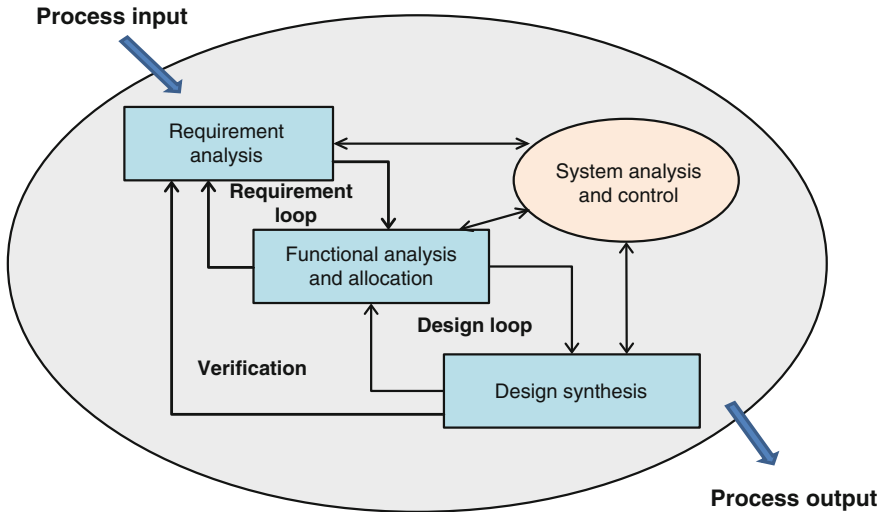 Process input
Requirement
analysis
System analysis
and control
Requirement
loop
Functional analysis
and allocation
Design loop
Verification
Design synthesis
Process output